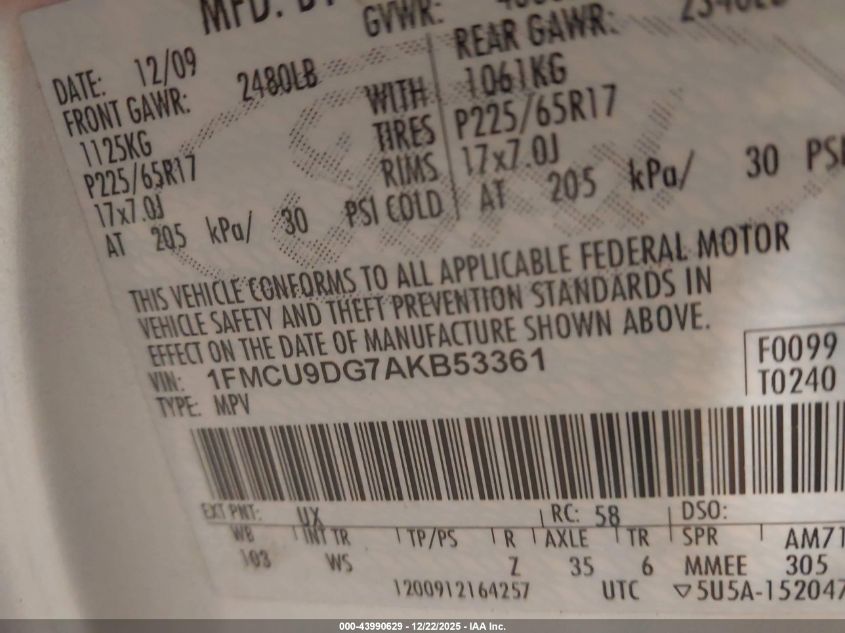 MFD. BY
GVWR:
DATE: 12/09
FRONT GAWR: 2480LB
REAR GAWR:
1125KG WITH 1061KG
P225/65R17 TIRES P225/65R17
17x7.0J RIMS 17x7.0J
AT 205 kPa/ 30 PSI COLD AT 205 kPa/ 30 PSI
THIS VEHICLE CONFORMS TO ALL APPLICABLE FEDERAL MOTOR
VEHICLE SAFETY AND THEFT PREVENTION STANDARDS IN
EFFECT ON THE DATE OF MANUFACTURE SHOWN ABOVE.
VIN: 1FMCU9DG7AKB53361
F0099
TYPE: MPV
T0240
EXT PNT: UX RC: 58 DSO:
WB INT TR TP/PS R AXLE TR SPR AM71
103 WS Z 35 6 MMEE 305
1200912164257 UTC ▽5U5A-152047
000-43990629 - 12/22/2025 - IAA Inc.